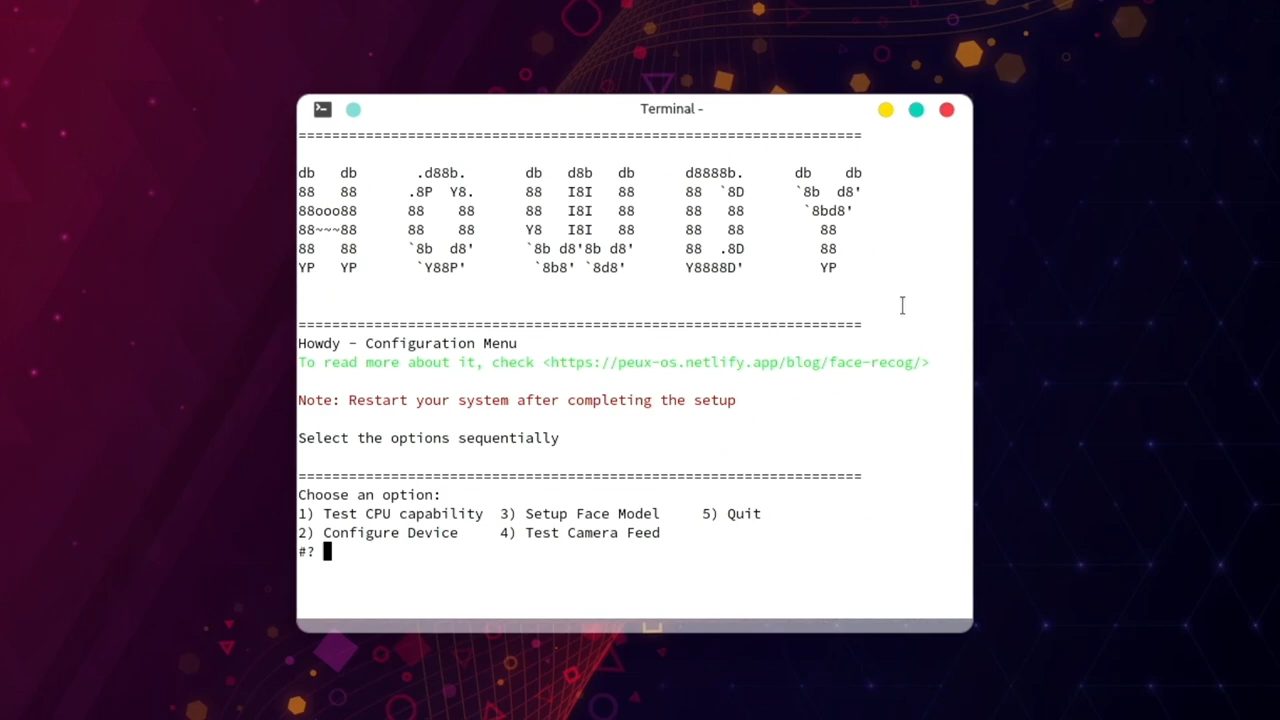 Terminal -
===================================================================
db   db       .d88b.       db   d8b   db      d8888b.      db    db
88   88      .8P  Y8.      88   I8I   88      88  `8D      `8b  d8'
88ooo88      88    88      88   I8I   88      88   88       `8bd8'
88~~~88      88    88      Y8   I8I   88      88   88         88
88   88      `8b  d8'      `8b d8'8b d8'      88  .8D         88
YP   YP       `Y88P'        `8b8' `8d8'       Y8888D'         YP
===================================================================
Howdy - Configuration Menu
To read more about it, check <https://peux-os.netlify.app/blog/face-recog/>
Note: Restart your system after completing the setup
Select the options sequentially
===================================================================
Choose an option:
1) Test CPU capability  3) Setup Face Model     5) Quit
2) Configure Device     4) Test Camera Feed
#?